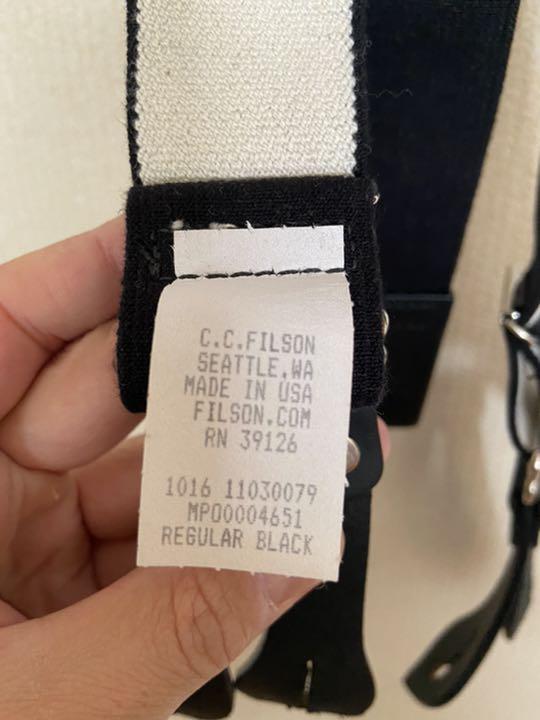 C.C.FILSON
SEATTLE.WA
MADE IN USA
FILSON.COM
RN 39126
1016 11030079
MP00004651
REGULAR BLACK